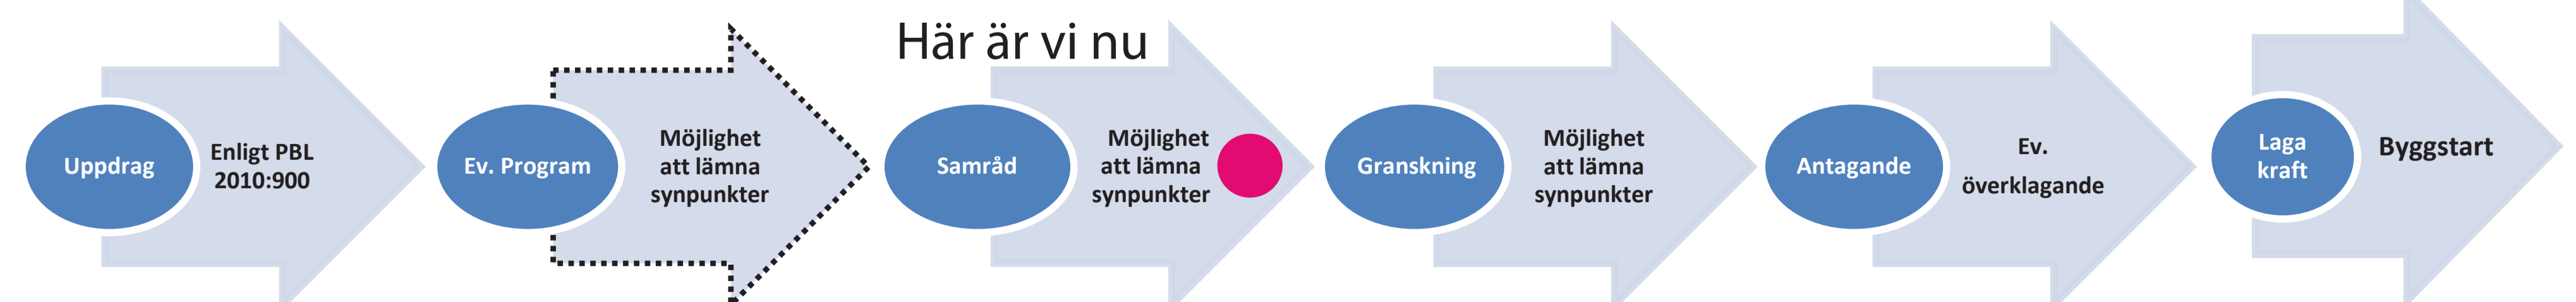 Här är vi nu
Uppdrag
Enligt PBL
2010:900
Ev. Program
Möjlighet
att lämna
synpunkter
Samråd
Möjlighet
att lämna
synpunkter
Granskning
Möjlighet
att lämna
synpunkter
Antagande
Ev.
överklagande
Laga
kraft
Byggstart